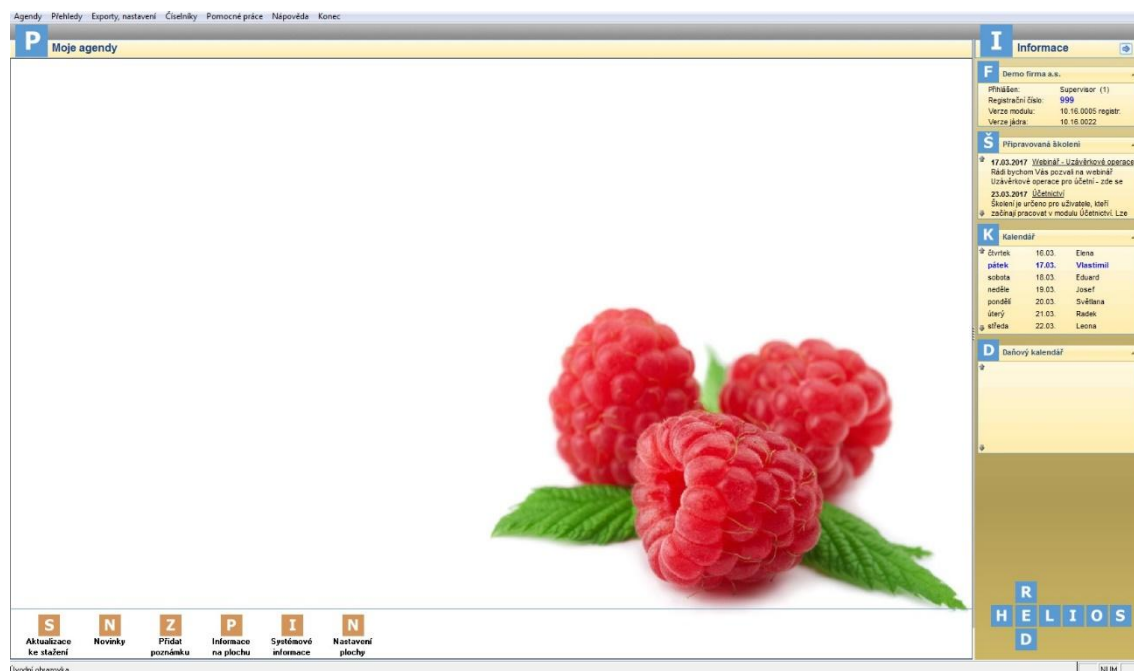 Agendy Přehledy Exporty, nastavení Číselníky Pomocné práce Nápověda Konec
P Moje agendy
I Informace
F Demo firma a.s.
Přihlášen: Supervisor (1)
Registrační číslo: 999
Verze modulu: 10.16.0005 registr.
Verze jádra: 10.16.0022
Š Připravovaná školení
17.03.2017 Webinář - Uzávěrkové operace
Rádi bychom Vás pozvali na webinář
Uzávěrkové operace pro účetní - zde se
23.03.2017 Účetnictví
Školení je určeno pro uživatele, kteří
začínají pracovat v modulu Účetnictví. Lze
K Kalendář
čtvrtek 16.03. Elena
pátek 17.03. Vlastimil
sobota 18.03. Eduard
neděle 19.03. Josef
pondělí 20.03. Světlana
úterý 21.03. Radek
středa 22.03. Leona
D Daňový kalendář
R
HELIOS
D
S N Z P I N
Aktualizace ke stažení
Novinky
Přidat poznámku
Informace na plochu
Systémové informace
Nastavení plochy
Úvodní obrazovka
NUM